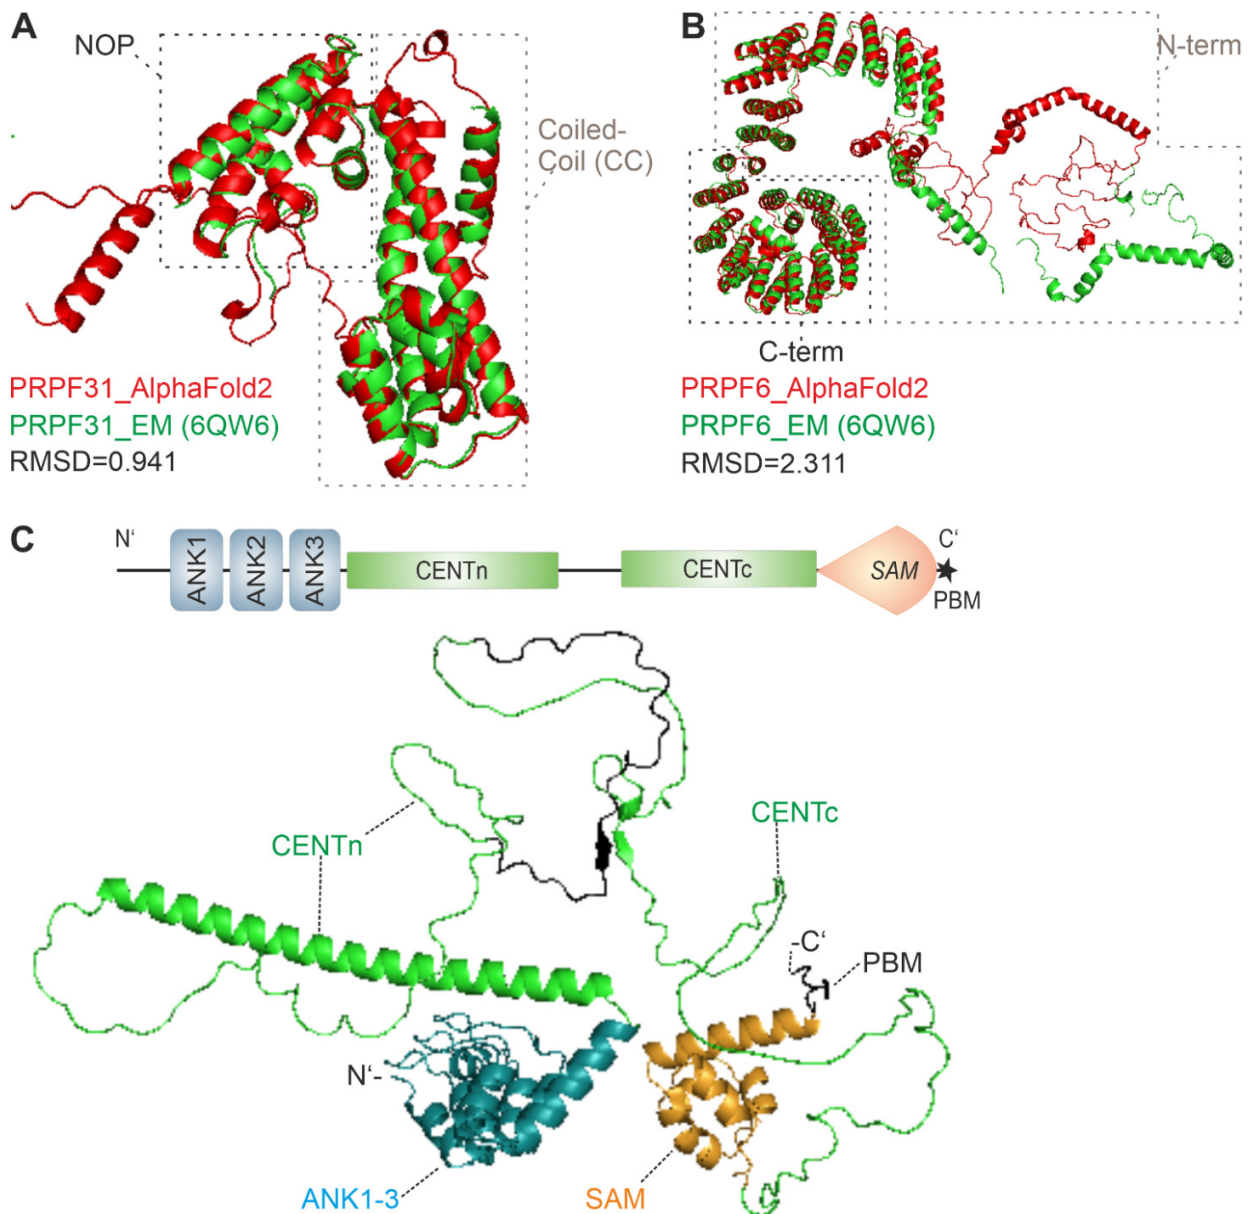 A
NOP
Coiled-
Coil (CC)
PRPF31_AlphaFold2
PRPF31_EM (6QW6)
RMSD=0.941
B
N-term
C-term
PRPF6_AlphaFold2
PRPF6_EM (6QW6)
RMSD=2.311
C
N‘
ANK1
ANK2
ANK3
CENTn
CENTc
SAM
C‘
PBM
CENTn
CENTc
-C‘
PBM
N‘-
ANK1-3
SAM